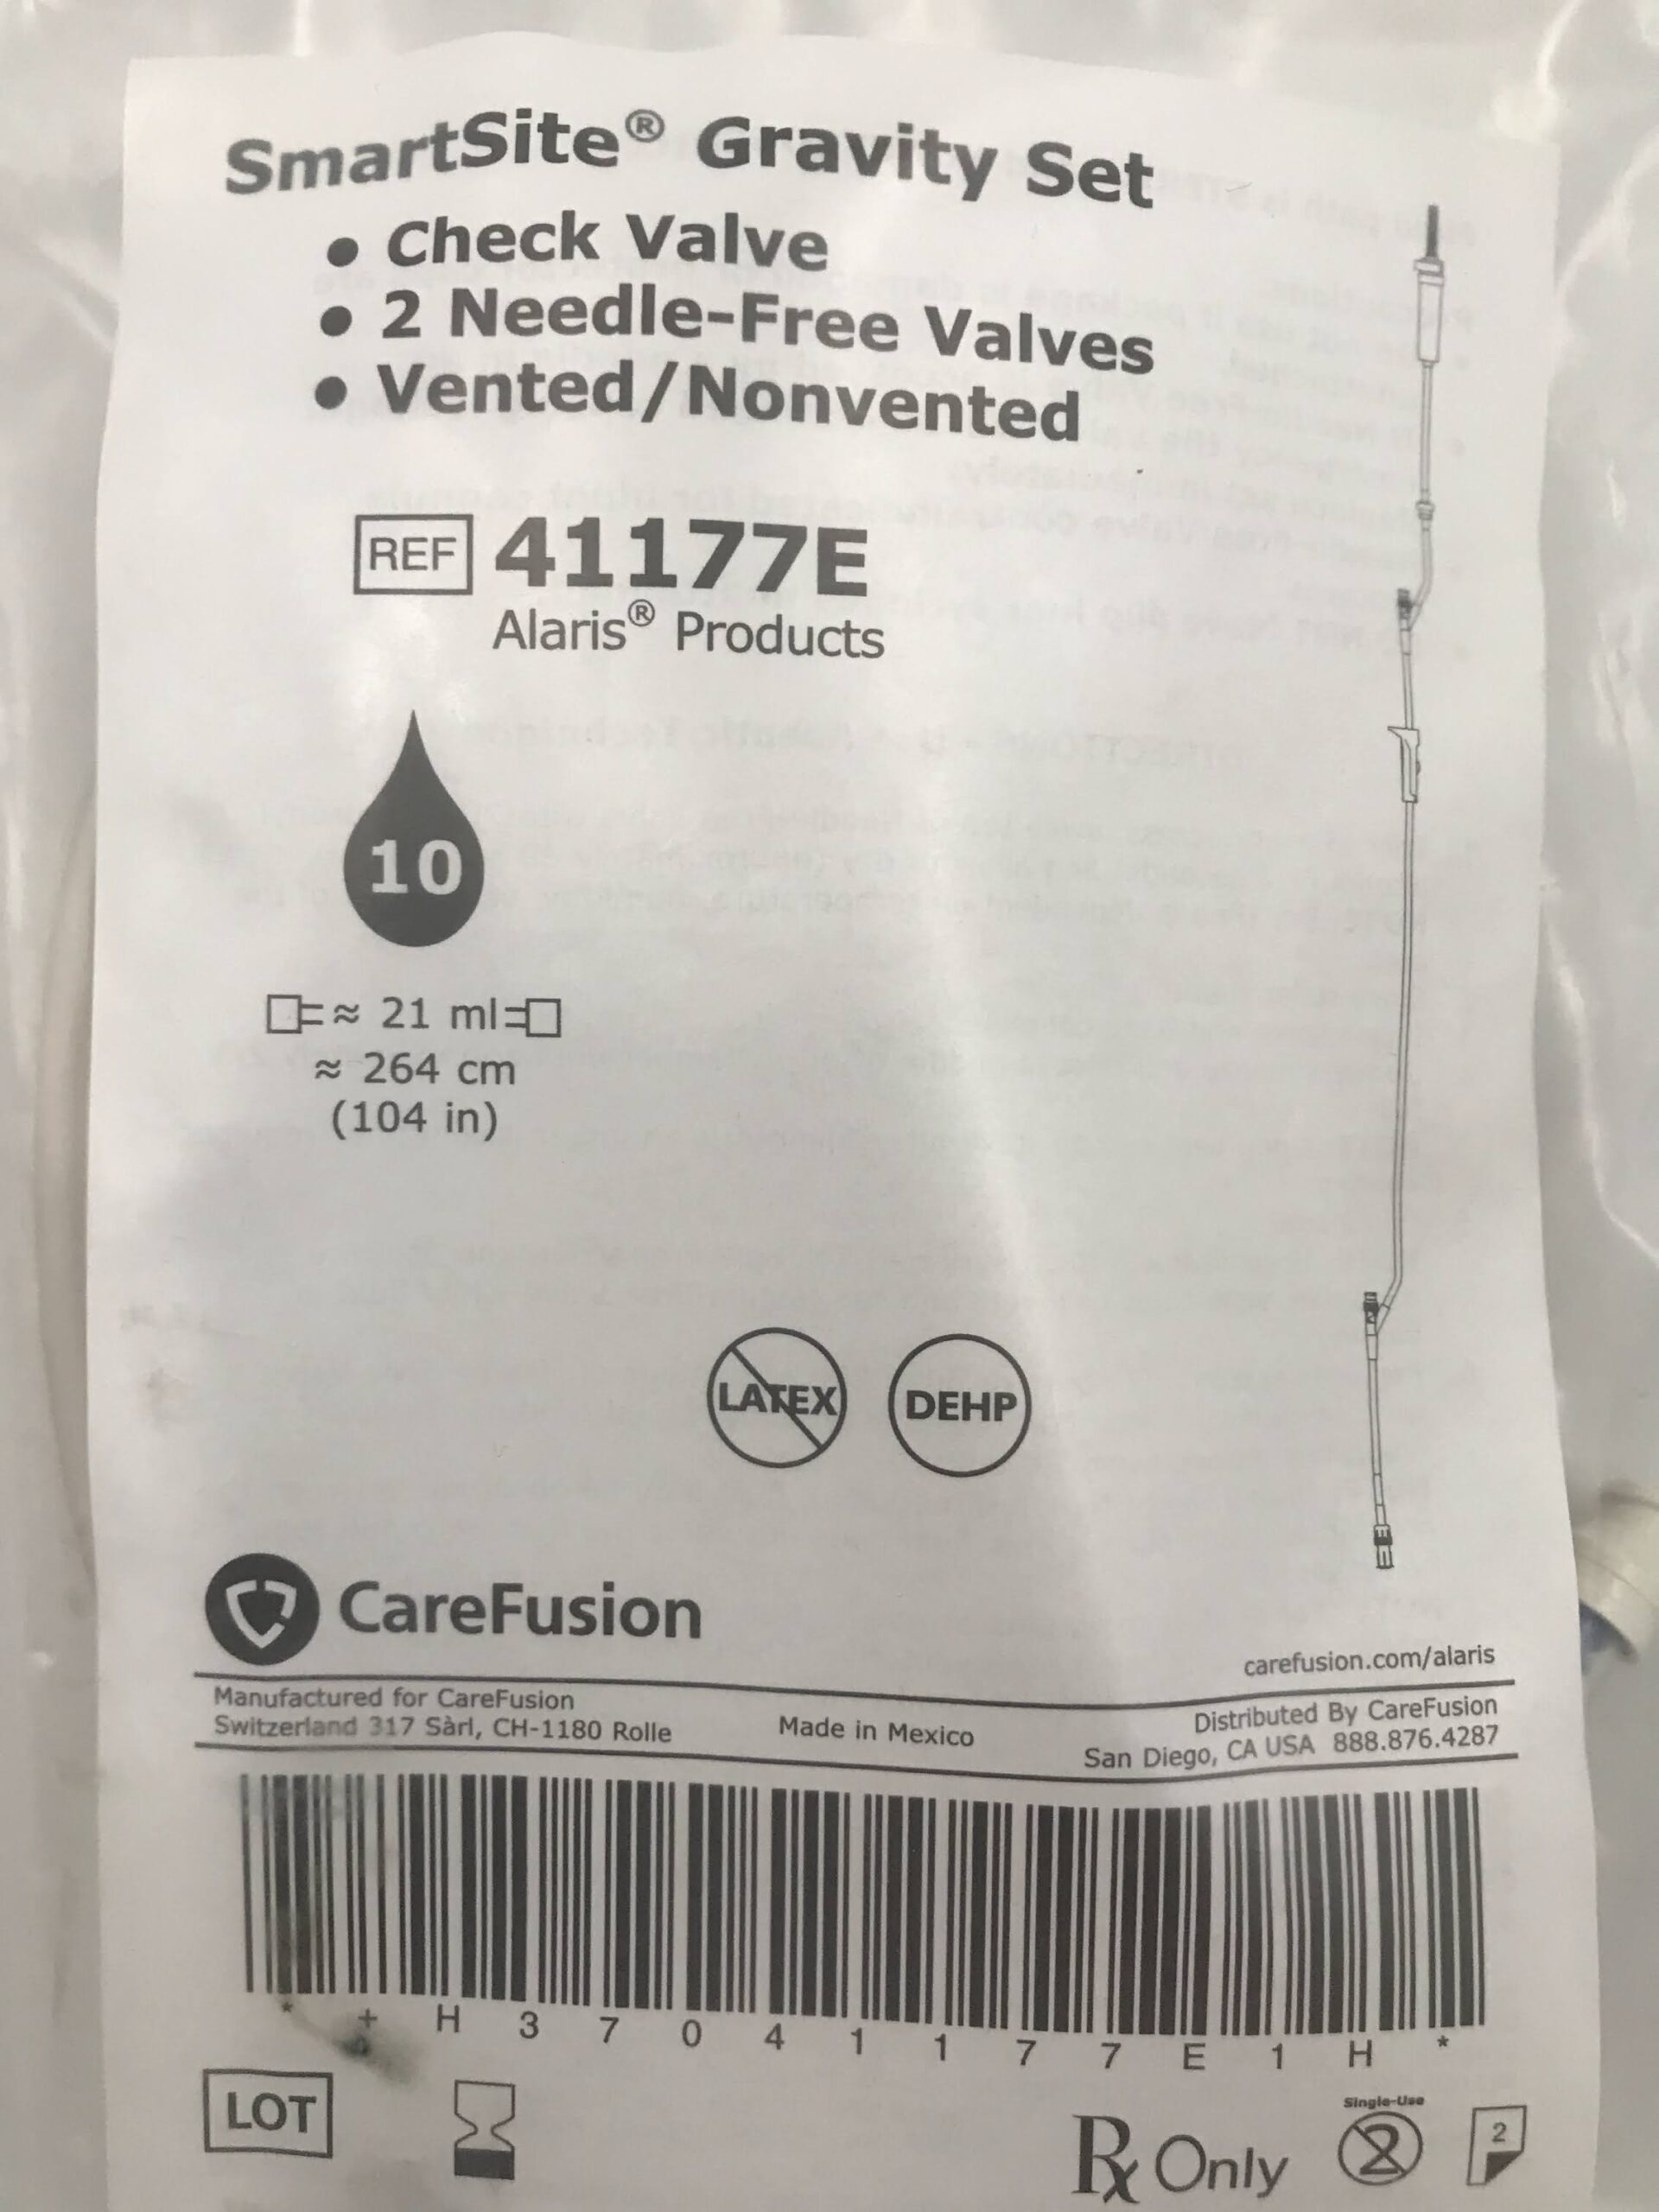 SmartSite® Gravity Set
• Check Valve
• 2 Needle-Free Valves
• Vented/Nonvented
REF 41177E
Alaris® Products
10
≈ 21 ml
≈ 264 cm
(104 in)
LATEX DEHP
CareFusion
carefusion.com/alaris
Manufactured for CareFusion
Switzerland 317 Sàrl, CH-1180 Rolle
Made in Mexico
Distributed By CareFusion
San Diego, CA USA 888.876.4287
* + H 3 7 0 4 1 1 7 7 E 1 H *
LOT
Rx Only
Single-Use
2
2